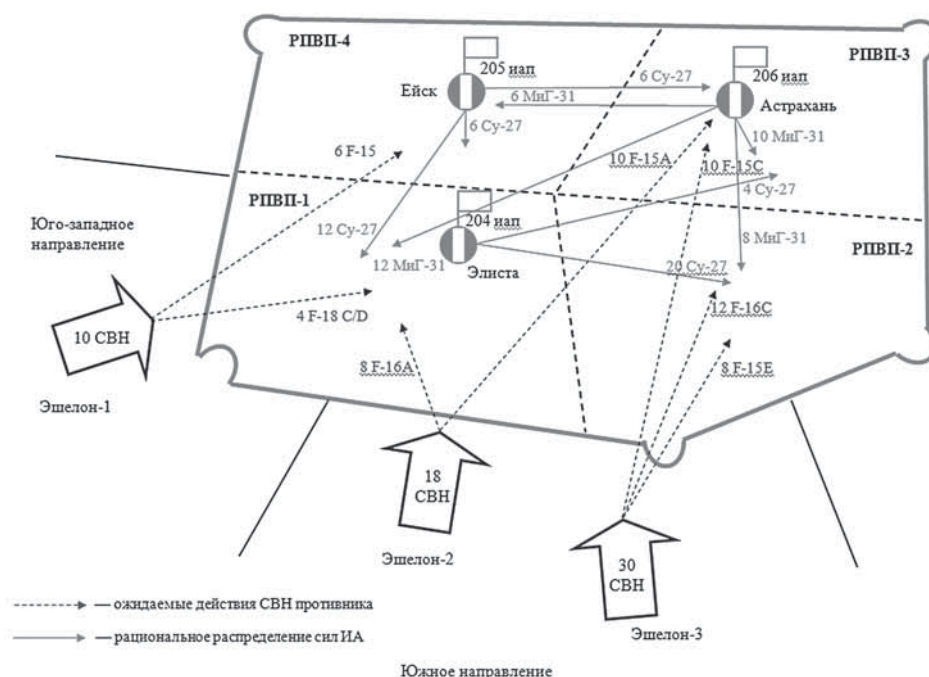 РПВП-4
РПВП-3
205 иап
206 иап
6 Су-27
Ейск
6 МиГ-31
Астрахань
6 Су-27
10 МиГ-31
6 F-15
10 F-15A
10 F-15C
4 Су-27
РПВП-1
Юго-западное
направление
204 иап
12 Су-27
8 МиГ-31
РПВП-2
12 МиГ-31
Элиста
20 Су-27
10 СВН
4 F-18 C/D
12 F-16C
8 F-16A
8 F-15E
Эшелон-1
18
СВН
Эшелон-2
30
СВН
— ожидаемые действия СВН противника
Эшелон-3
— рациональное распределение сил ИА
Южное направление